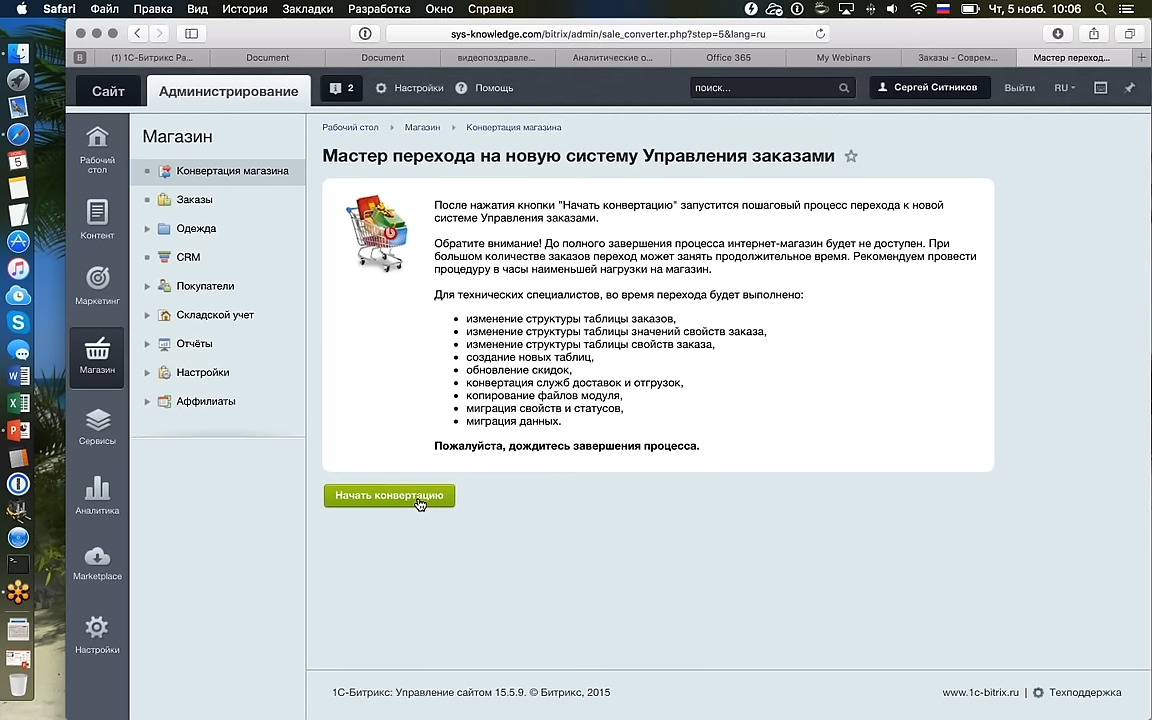 Safari Файл Правка Вид История Закладки Разработка Окно Справка Чт, 5 нояб. 10:06
sys-knowledge.com/bitrix/admin/sale_converter.php?step=5&lang=ru
(1) 1С-Битрикс Ра... Document Document видеопоздравле... Аналитические о... Office 365 My Webinars Заказы - Соврем... Мастер переход...
Сайт Администрирование 2 Настройки Помощь поиск... Сергей Ситников Выйти RU
Рабочий стол
Контент
Маркетинг
Магазин
Сервисы
Аналитика
Marketplace
Настройки
Магазин
Конвертация магазина
Заказы
Одежда
CRM
Покупатели
Складской учет
Отчёты
Настройки
Аффилиаты
Рабочий стол Магазин Конвертация магазина
Мастер перехода на новую систему Управления заказами
После нажатия кнопки "Начать конвертацию" запустится пошаговый процесс перехода к новой
системе Управления заказами.
Обратите внимание! До полного завершения процесса интернет-магазин будет не доступен. При
большом количестве заказов переход может занять продолжительное время. Рекомендуем провести
процедуру в часы наименьшей нагрузки на магазин.
Для технических специалистов, во время перехода будет выполнено:
• изменение структуры таблицы заказов,
• изменение структуры таблицы значений свойств заказа,
• изменение структуры таблицы свойств заказа,
• создание новых таблиц,
• обновление скидок,
• конвертация служб доставок и отгрузок,
• копирование файлов модуля,
• миграция свойств и статусов,
• миграция данных.
Пожалуйста, дождитесь завершения процесса.
Начать конвертацию
1С-Битрикс: Управление сайтом 15.5.9. © Битрикс, 2015 www.1c-bitrix.ru | Техподдержка